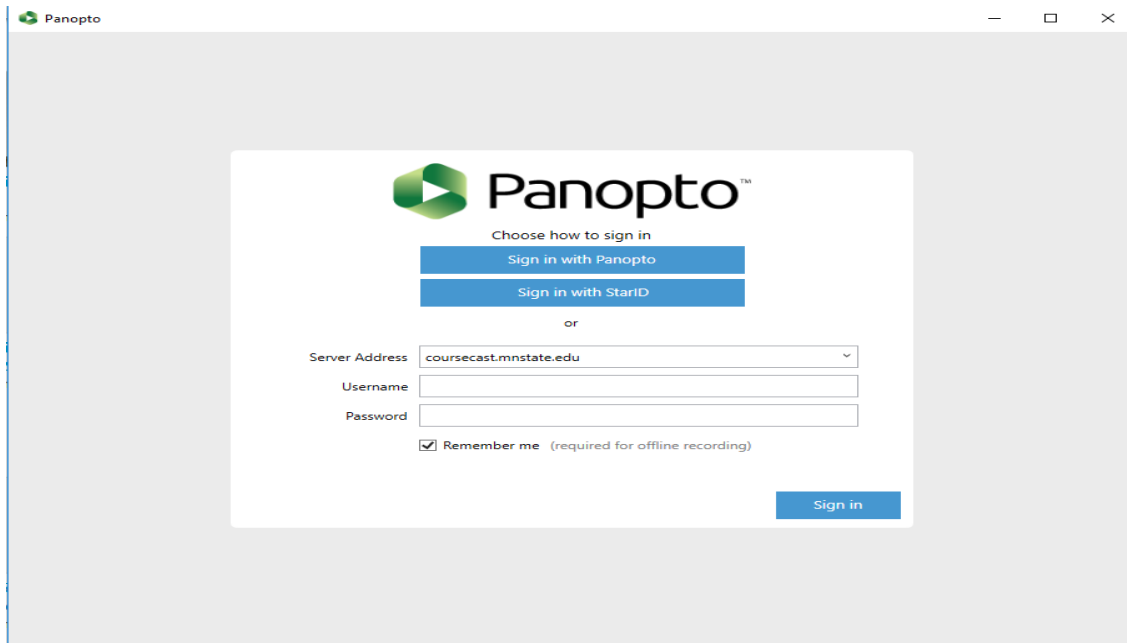 Panopto
Panopto™
Choose how to sign in
Sign in with Panopto
Sign in with StarID
or
Server Address coursecast.mnstate.edu
Username
Password
Remember me (required for offline recording)
Sign in